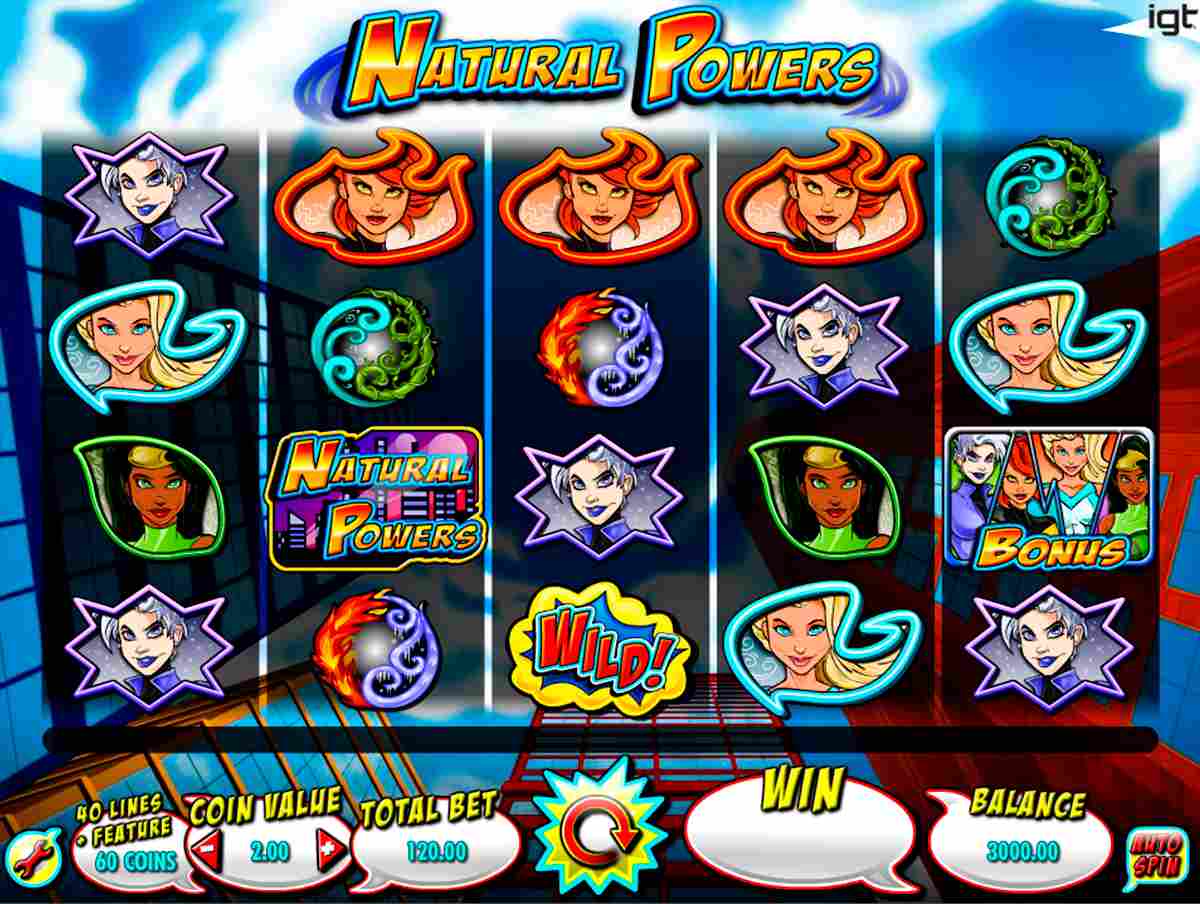 igt
NATURAL POWERS
NATURAL
POWERS
BONUS
WILD!
40 LINES
+ FEATURE
60 COINS
COIN VALUE
2.00
TOTAL BET
120.00
WIN
BALANCE
3000.00
AUTO
SPIN